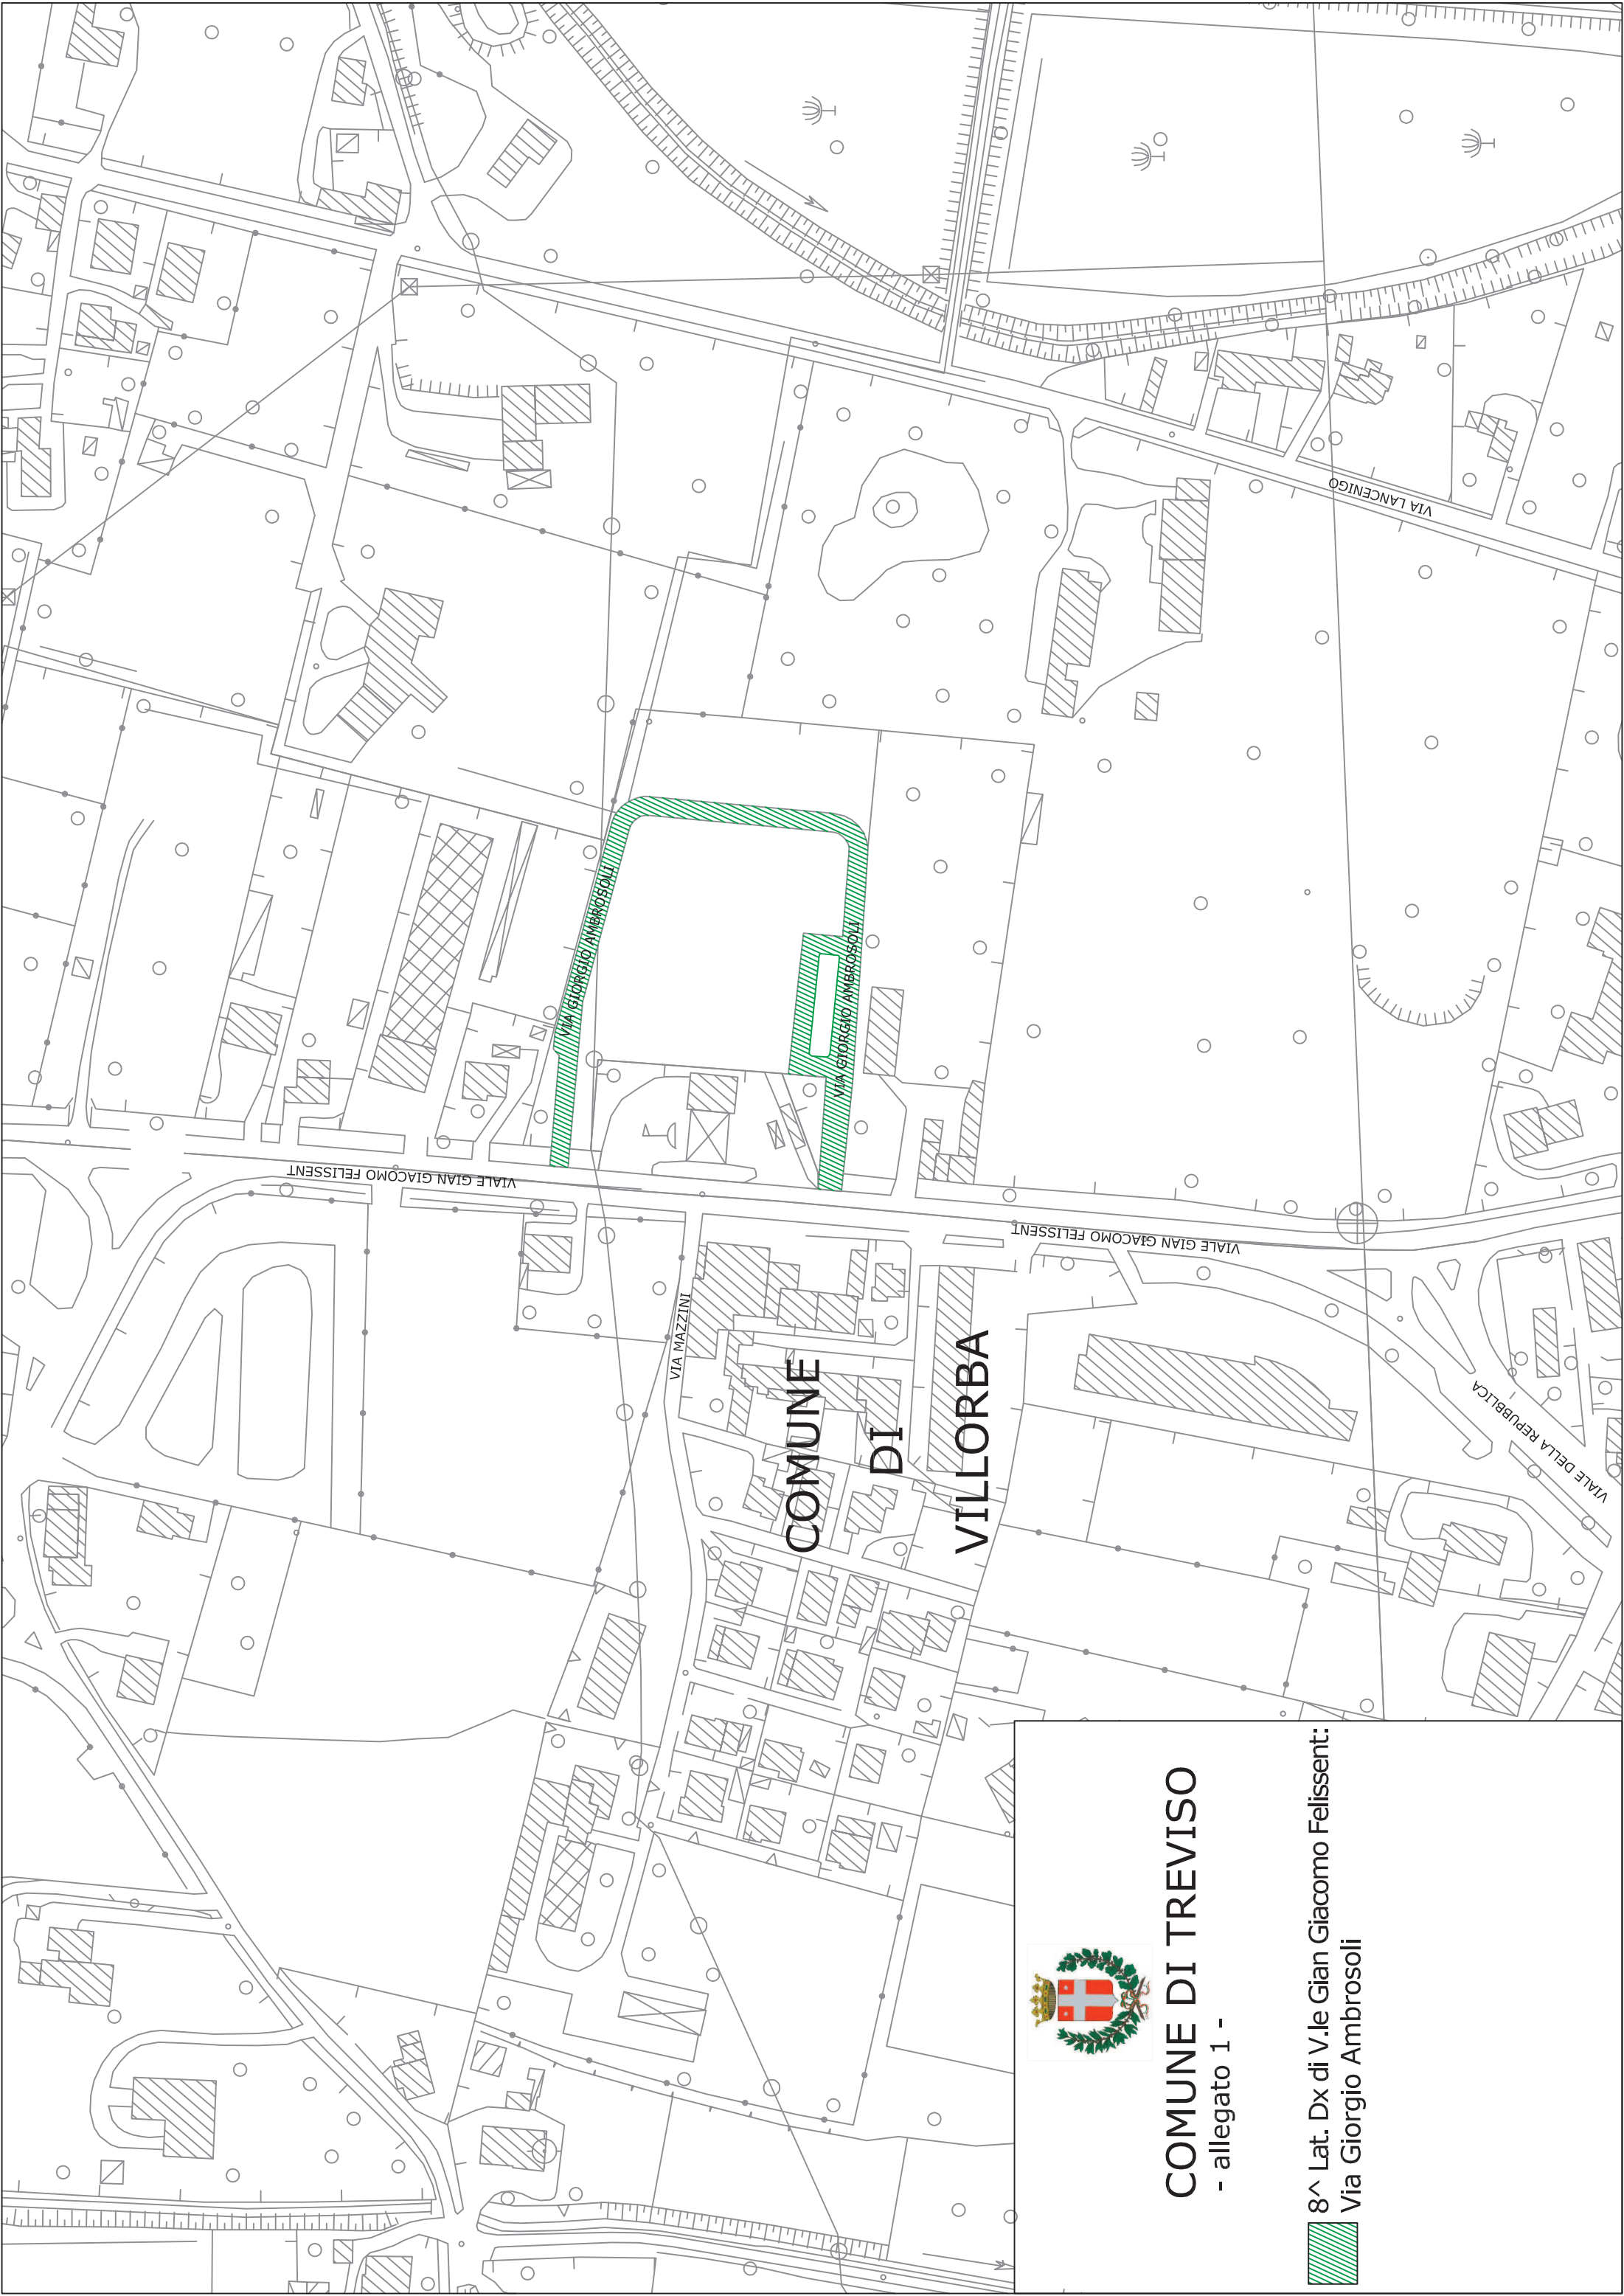 VIA LANCENIGO
VIA GIORGIO AMBROSOLI
VIA GIORGIO AMBROSOLI
VIALE GIAN GIACOMO FELISSENT
VIALE GIAN GIACOMO FELISSENT
VIA MAZZINI
VIALE DELLA REPUBBLICA
COMUNE
DI
VILLORBA
COMUNE DI TREVISO
- allegato 1 -
8^ Lat. Dx di V.le Gian Giacomo Felissent:
Via Giorgio Ambrosoli